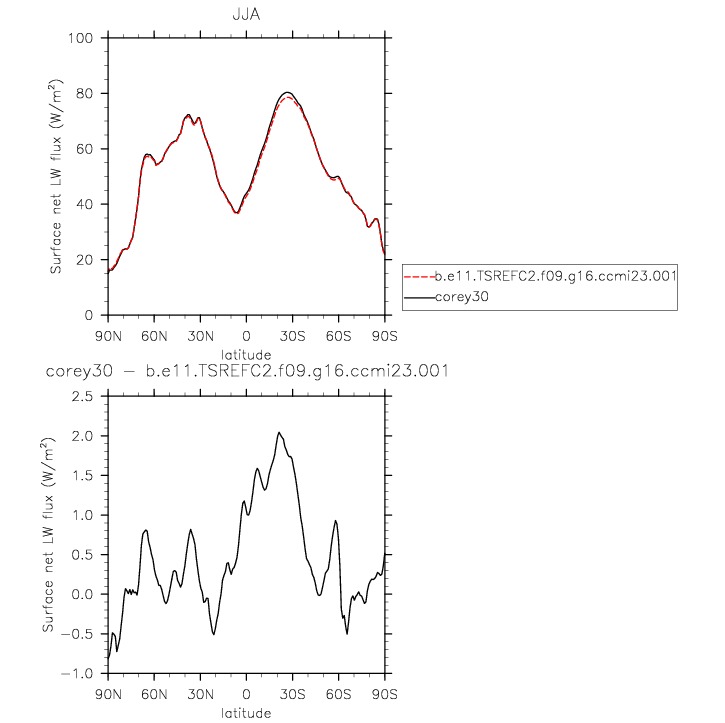 JJA
100
80
60
40
20
0
Surface net LW flux (W/m²)
90N 60N 30N 0 30S 60S 90S
latitude
b.e11.TSREFC2.f09.g16.ccmi23.001
corey30
corey30 − b.e11.TSREFC2.f09.g16.ccmi23.001
2.5
2.0
1.5
1.0
0.5
0.0
−0.5
−1.0
Surface net LW flux (W/m²)
90N 60N 30N 0 30S 60S 90S
latitude